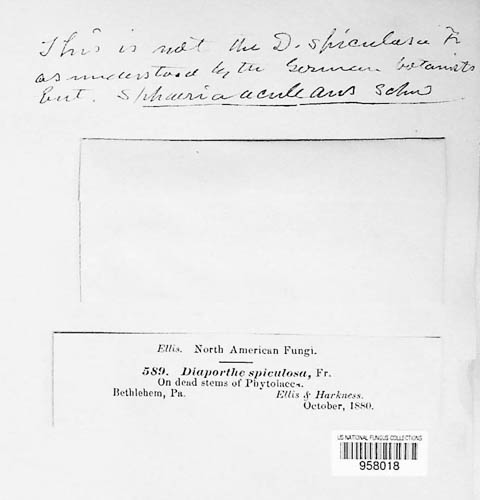 This is not the D. spiculosa Fr
as understood by the German botanists
but. Sphaeria aculeans Schw
Ellis. North American Fungi.
589. Diaporthe spiculosa, Fr.
On dead stems of Phytolacca.
Bethlehem, Pa. Ellis & Harkness.
October, 1880.
US NATIONAL FUNGUS COLLECTIONS
958018